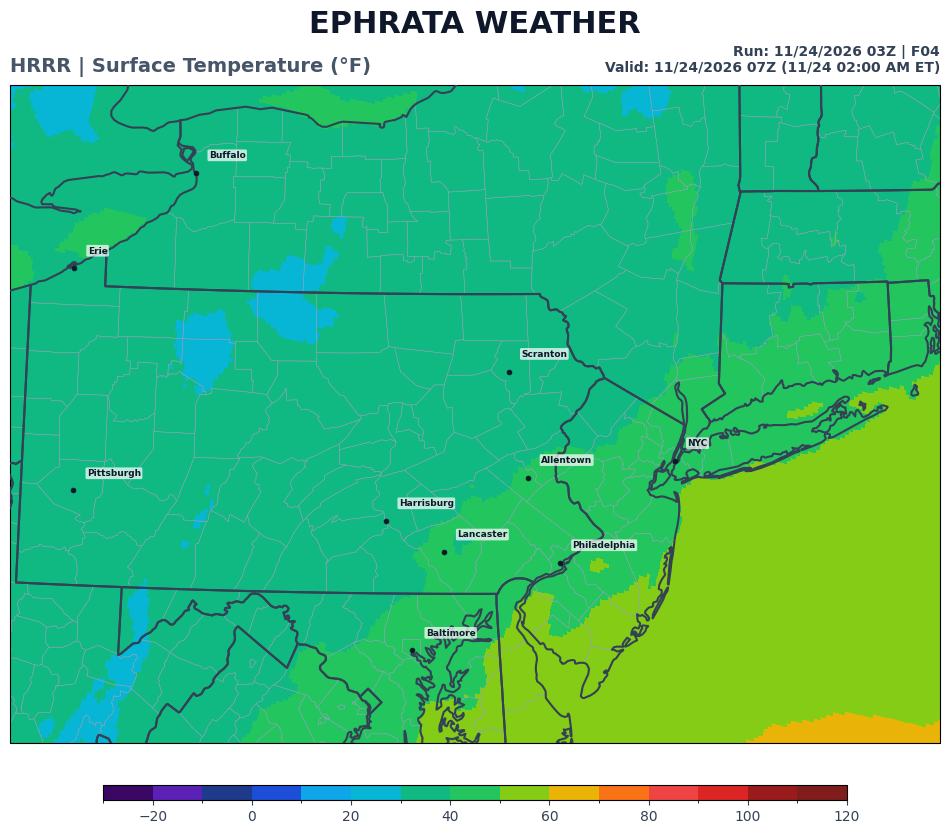 EPHRATA WEATHER
HRRR | Surface Temperature (°F)
Run: 11/24/2026 03Z | F04
Valid: 11/24/2026 07Z (11/24 02:00 AM ET)
Buffalo
Erie
Scranton
NYC
Allentown
Pittsburgh
Harrisburg
Lancaster
Philadelphia
Baltimore
−20 0 20 40 60 80 100 120